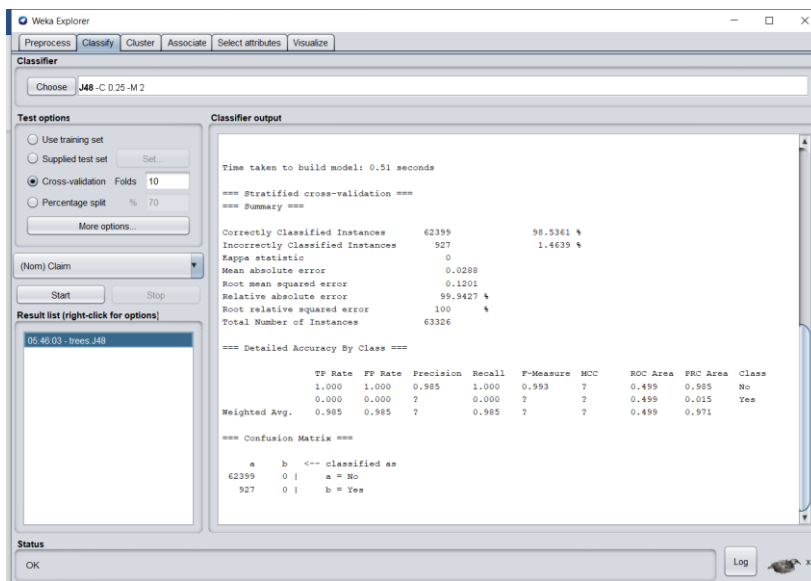 Weka Explorer
Preprocess Classify Cluster Associate Select attributes Visualize
Classifier
Choose J48 -C 0.25 -M 2
Test options
Use training set
Supplied test set Set...
Cross-validation Folds 10
Percentage split % 70
More options...
(Nom) Claim
Start Stop
Result list (right-click for options)
05:46:03 - trees.J48
Classifier output
Time taken to build model: 0.51 seconds
=== Stratified cross-validation ===
=== Summary ===
Correctly Classified Instances 62399 98.5361 %
Incorrectly Classified Instances 927 1.4639 %
Kappa statistic 0
Mean absolute error 0.0288
Root mean squared error 0.1201
Relative absolute error 99.9427 %
Root relative squared error 100 %
Total Number of Instances 63326
=== Detailed Accuracy By Class ===
TP Rate FP Rate Precision Recall F-Measure MCC ROC Area PRC Area Class
1.000 1.000 0.985 1.000 0.993 ? 0.499 0.985 No
0.000 0.000 ? 0.000 ? ? 0.499 0.015 Yes
Weighted Avg. 0.985 0.985 ? 0.985 ? ? 0.499 0.971
=== Confusion Matrix ===
a b <-- classified as
62399 0 | a = No
927 0 | b = Yes
Status
OK
Log
x